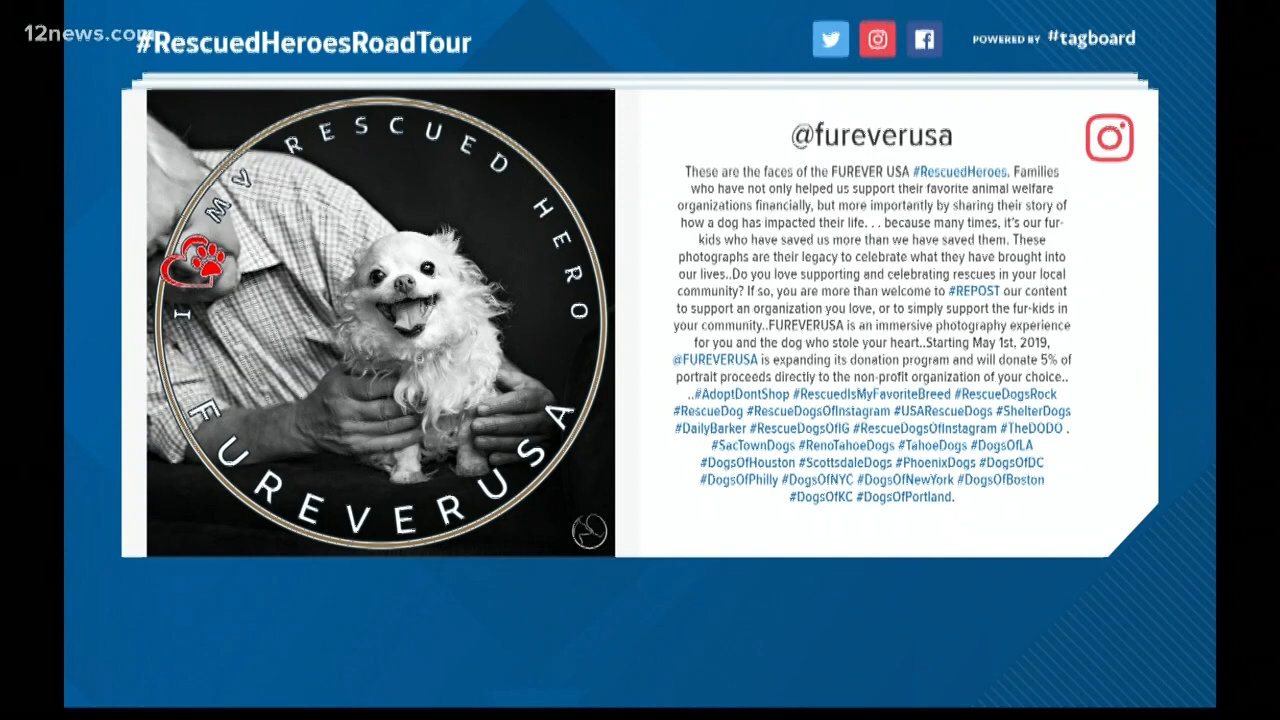 12news.com
#RescuedHeroesRoadTour
POWERED BY #tagboard
I MY RESCUED HERO
FUREVERUSA
@fureverusa
These are the faces of the FUREVER USA #RescuedHeroes. Families
who have not only helped us support their favorite animal welfare
organizations financially, but more importantly by sharing their story of
how a dog has impacted their life. . . because many times, it's our fur-
kids who have saved us more than we have saved them. These
photographs are their legacy to celebrate what they have brought into
our lives..Do you love supporting and celebrating rescues in your local
community? If so, you are more than welcome to #REPOST our content
to support an organization you love, or to simply support the fur-kids in
your community..FUREVERUSA is an immersive photography experience
for you and the dog who stole your heart..Starting May 1st, 2019,
@FUREVERUSA is expanding its donation program and will donate 5% of
portrait proceeds directly to the non-profit organization of your choice..
..#AdoptDontShop #RescuedIsMyFavoriteBreed #RescueDogsRock
#RescueDog #RescueDogsOfInstagram #USARescueDogs #ShelterDogs
#DailyBarker #RescueDogsOfIG #RescueDogsOfInstagram #TheDODO .
#SacTownDogs #RenoTahoeDogs #TahoeDogs #DogsOfLA
#DogsOfHouston #ScottsdaleDogs #PhoenixDogs #DogsOfDC
#DogsOfPhilly #DogsOfNYC #DogsOfNewYork #DogsOfBoston
#DogsOfKC #DogsOfPortland.